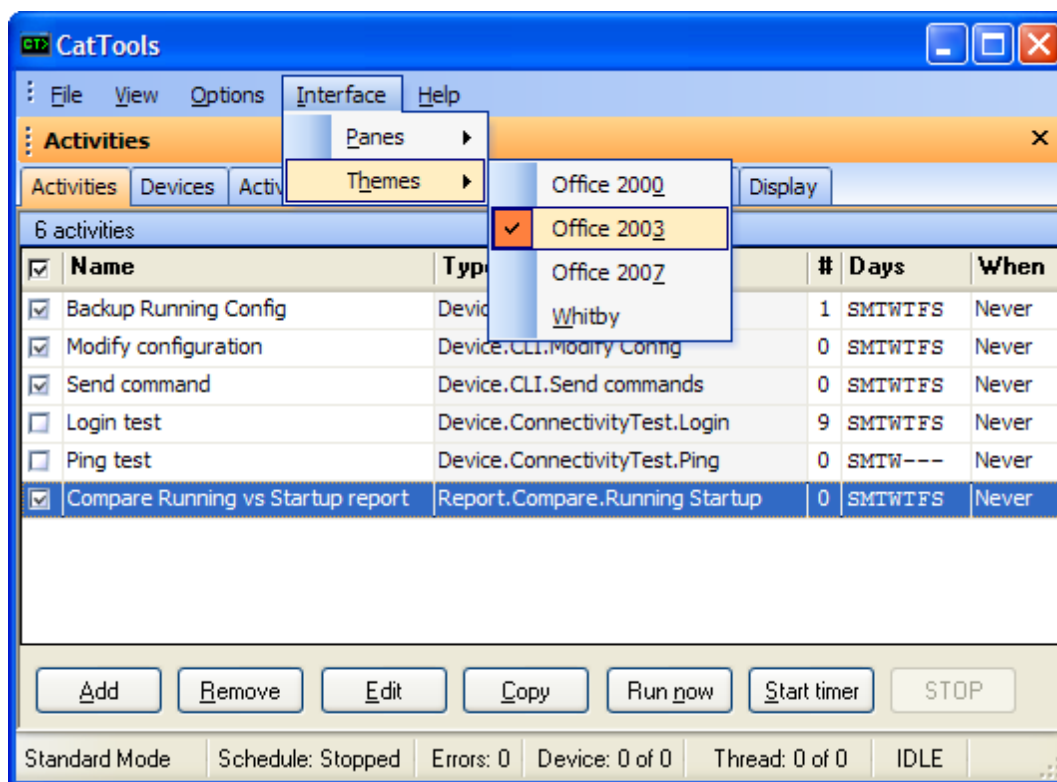 CT> CatTools
File View Options Interface Help
Activities
Panes
Activities Devices Activ Themes Display
Office 2000
6 activities
Office 2003
Name Typ # Days When
Office 2007
Backup Running Config Devic 1 SMTWTFS Never
Whitby
Modify configuration Device.CLI.Modify Config 0 SMTWTFS Never
Send command Device.CLI.Send commands 0 SMTWTFS Never
Login test Device.ConnectivityTest.Login 9 SMTWTFS Never
Ping test Device.ConnectivityTest.Ping 0 SMTW--- Never
Compare Running vs Startup report Report.Compare.Running Startup 0 SMTWTFS Never
Add Remove Edit Copy Run now Start timer STOP
Standard Mode Schedule: Stopped Errors: 0 Device: 0 of 0 Thread: 0 of 0 IDLE